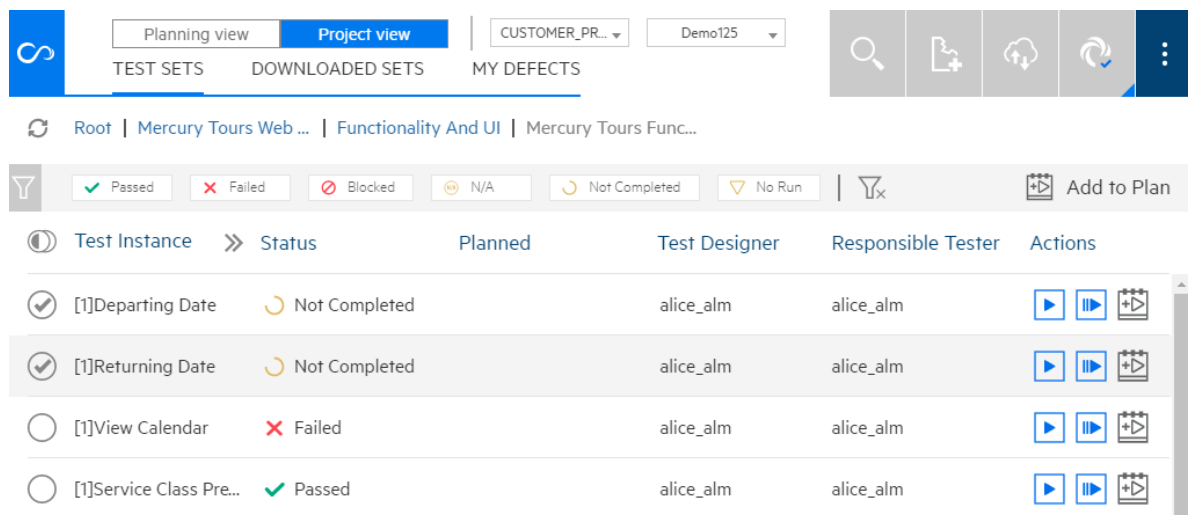 Planning view Project view CUSTOMER_PR... Demo125
TEST SETS DOWNLOADED SETS MY DEFECTS
Root | Mercury Tours Web ... | Functionality And UI | Mercury Tours Func...
Passed Failed Blocked N/A Not Completed No Run Add to Plan
Test Instance Status Planned Test Designer Responsible Tester Actions
[1]Departing Date Not Completed alice_alm alice_alm
[1]Returning Date Not Completed alice_alm alice_alm
[1]View Calendar Failed alice_alm alice_alm
[1]Service Class Pre... Passed alice_alm alice_alm